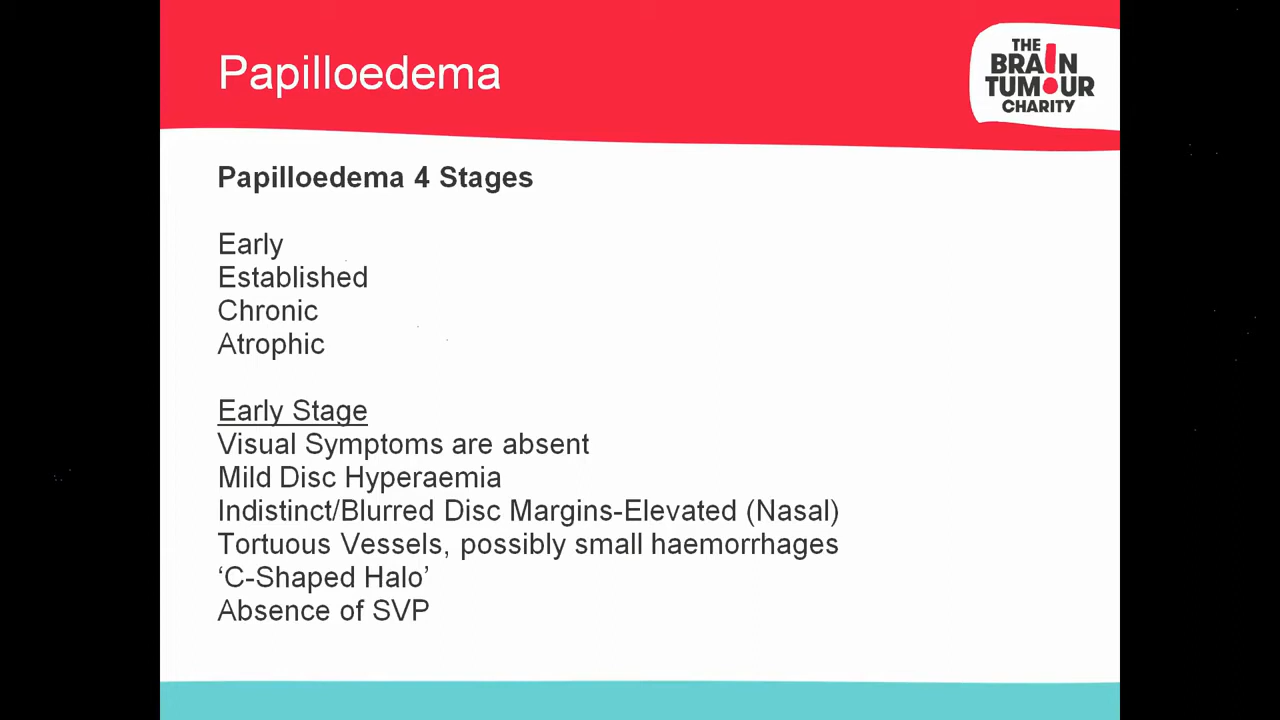 Papilloedema
THE
BRAIN
TUMOUR
CHARITY
Papilloedema 4 Stages
Early
Established
Chronic
Atrophic
Early Stage
Visual Symptoms are absent
Mild Disc Hyperaemia
Indistinct/Blurred Disc Margins-Elevated (Nasal)
Tortuous Vessels, possibly small haemorrhages
‘C-Shaped Halo’
Absence of SVP